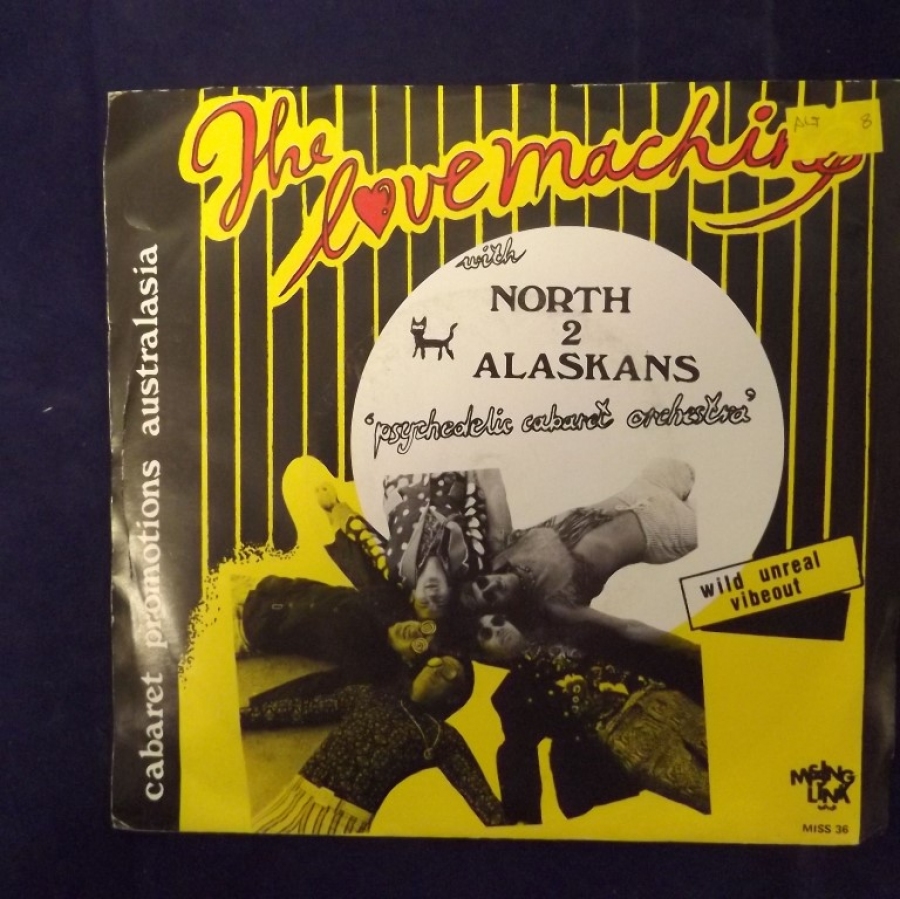 The
love machine
with
NORTH
2
ALASKANS
'psychedelic cabaret orchestra'
wild unreal
vibeout
cabaret promotions australasia
MISSING
LINK
MISS 36
8